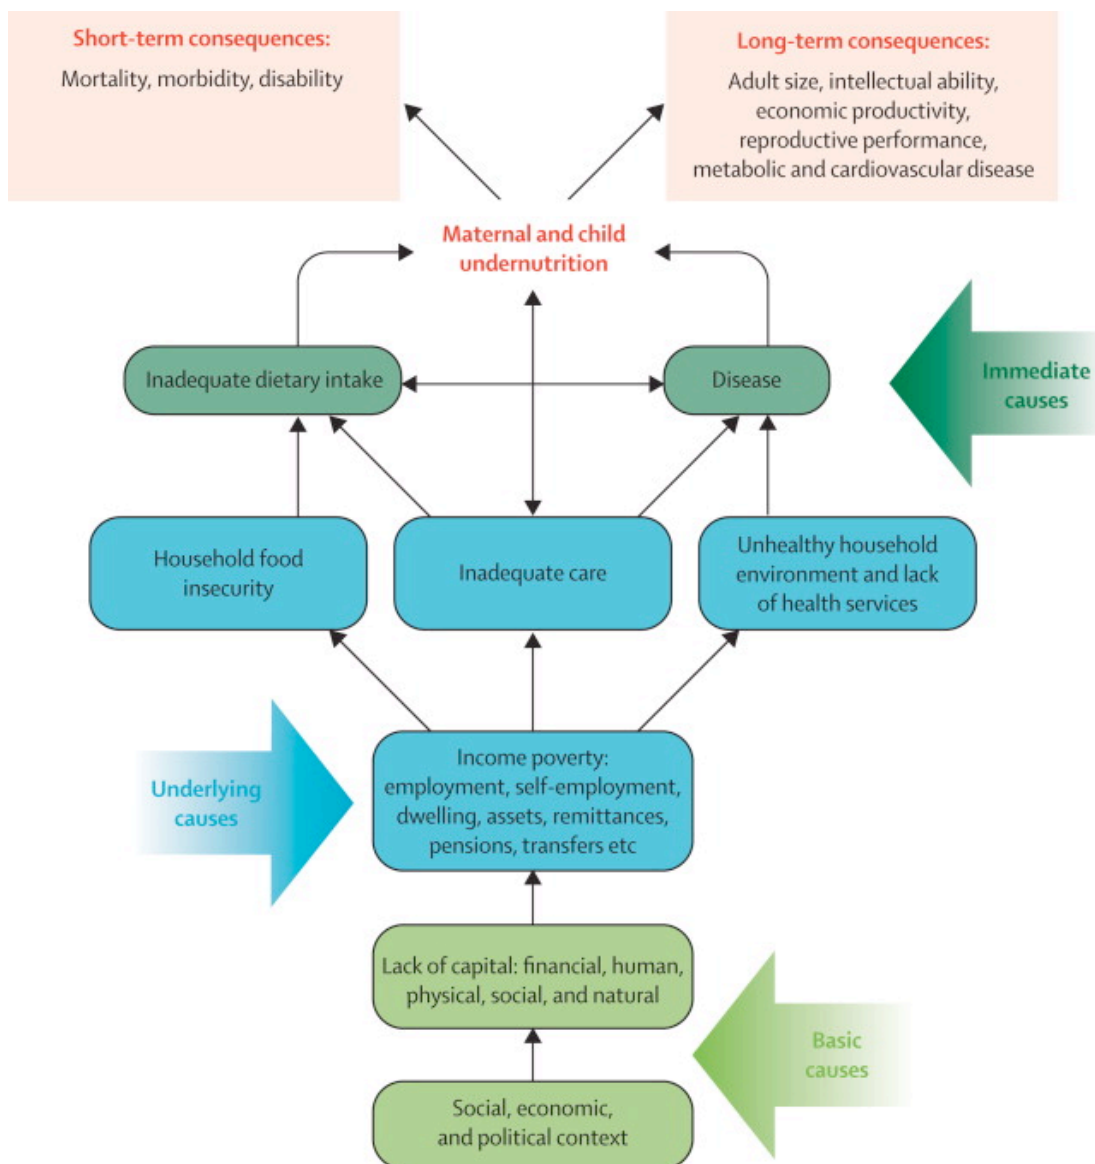 Short-term consequences:
Mortality, morbidity, disability
Long-term consequences:
Adult size, intellectual ability,
economic productivity,
reproductive performance,
metabolic and cardiovascular disease
Maternal and child
undernutrition
Inadequate dietary intake
Disease
Immediate
causes
Household food
insecurity
Inadequate care
Unhealthy household
environment and lack
of health services
Underlying
causes
Income poverty:
employment, self-employment,
dwelling, assets, remittances,
pensions, transfers etc
Lack of capital: financial, human,
physical, social, and natural
Basic
causes
Social, economic,
and political context